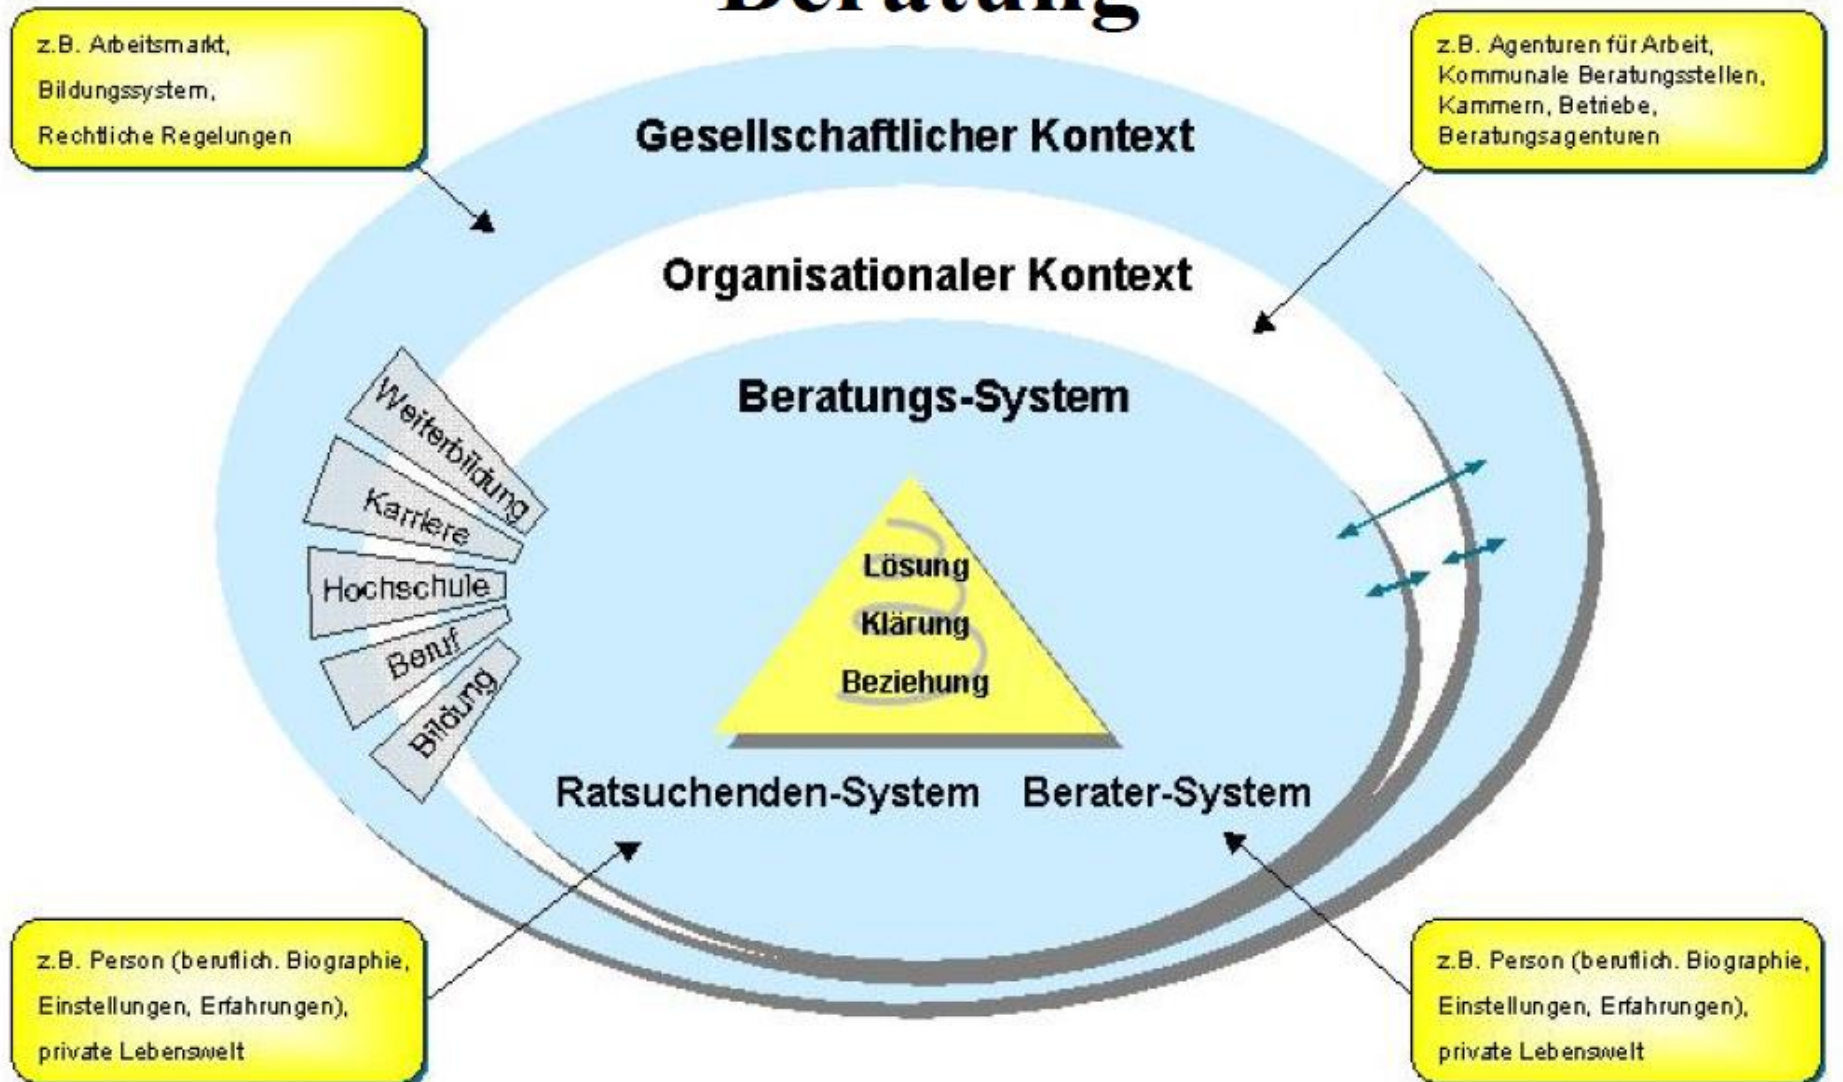 Beratung
z.B. Arbeitsmarkt,
Bildungssystem,
Rechtliche Regelungen
z.B. Agenturen für Arbeit,
Kommunale Beratungsstellen,
Kammern, Betriebe,
Beratungsagenturen
Gesellschaftlicher Kontext
Organisationaler Kontext
Beratungs-System
Weiterbildung
Karriere
Hochschule
Beruf
Bildung
Lösung
Klärung
Beziehung
Ratsuchenden-System
Berater-System
z.B. Person (beruflich. Biographie,
Einstellungen, Erfahrungen),
private Lebenswelt
z.B. Person (beruflich. Biographie,
Einstellungen, Erfahrungen),
private Lebenswelt